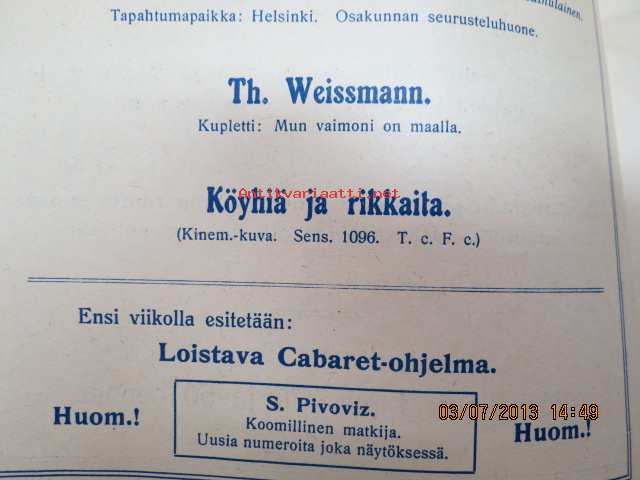 Tapahtumapaikka: Helsinki. Osakunnan seurusteluhuone.
Th. Weissmann.
Kupletti: Mun vaimoni on maalla.
Antikvariaatti.net
Köyhiä ja rikkaita.
(Kinem.-kuva. Sens. 1096. T. c. F. c.)
Ensi viikolla esitetään:
Loistava Cabaret-ohjelma.
Huom.!
S. Pivoviz.
Koomillinen matkija.
Uusia numeroita joka näytöksessä.
Huom.!
03/07/2013 14:49